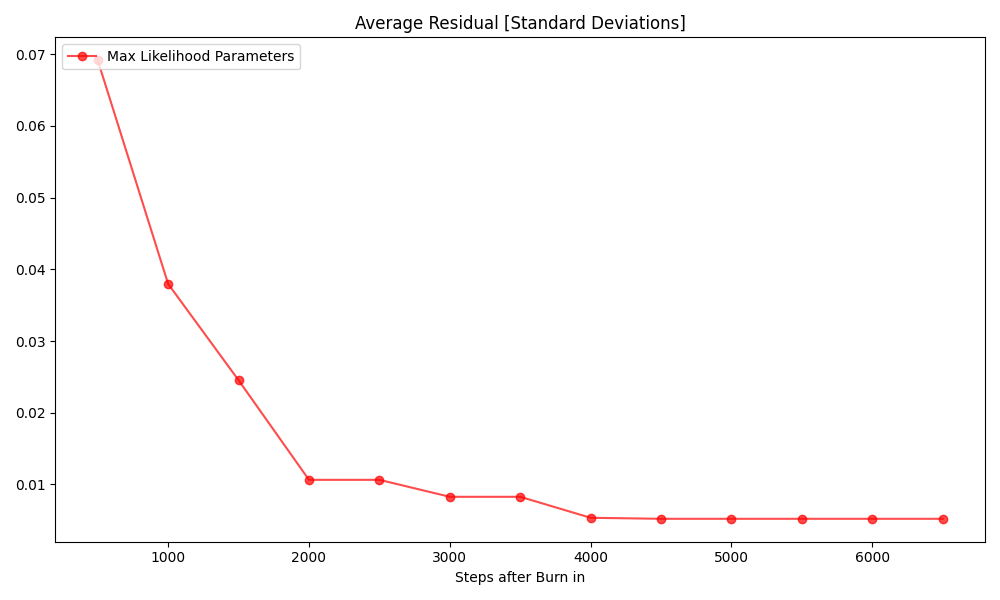 Average Residual [Standard Deviations]
Max Likelihood Parameters
0.07
0.06
0.05
0.04
0.03
0.02
0.01
1000 2000 3000 4000 5000 6000
Steps after Burn in